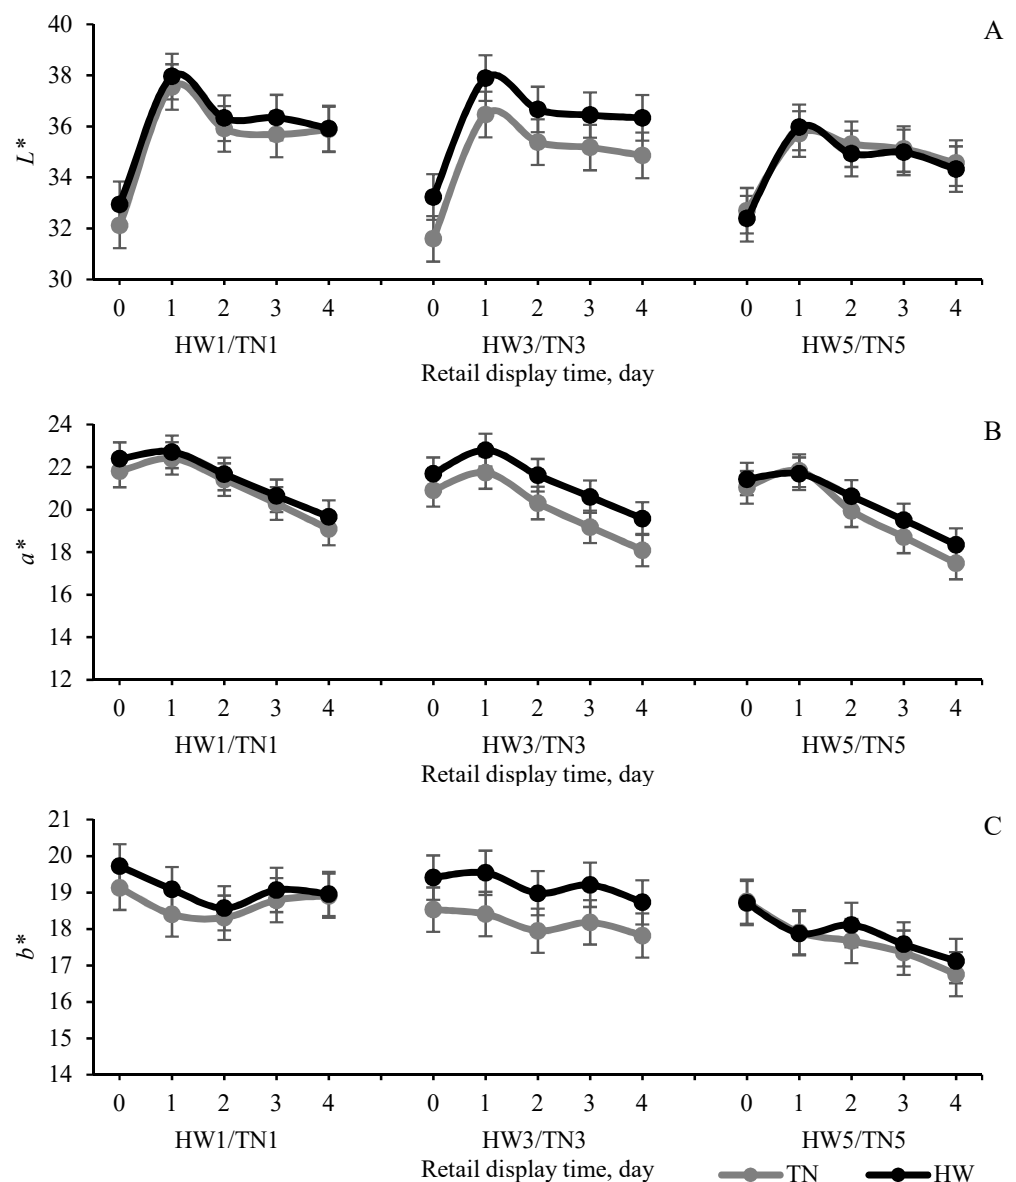 A
40
38
36
34
32
30
L*
0 1 2 3 4 0 1 2 3 4 0 1 2 3 4
HW1/TN1 HW3/TN3 HW5/TN5
Retail display time, day
B
24
22
20
18
16
14
12
a*
0 1 2 3 4 0 1 2 3 4 0 1 2 3 4
HW1/TN1 HW3/TN3 HW5/TN5
Retail display time, day
C
21
20
19
18
17
16
15
14
b*
0 1 2 3 4 0 1 2 3 4 0 1 2 3 4
HW1/TN1 HW3/TN3 HW5/TN5
Retail display time, day
TN HW